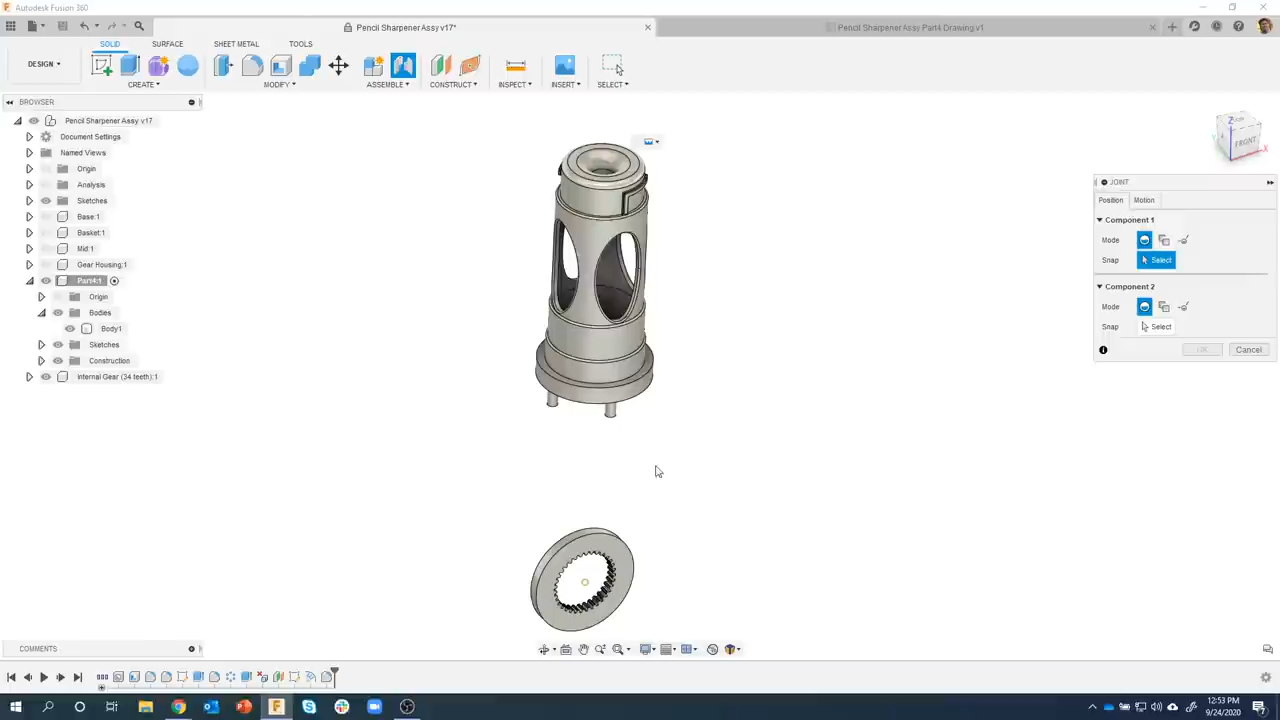 Autodesk Fusion 360
Pencil Sharpener Assy v17*
Pencil Sharpener Assy Part4 Drawing v1
SOLID SURFACE SHEET METAL TOOLS
DESIGN
CREATE MODIFY ASSEMBLE CONSTRUCT INSPECT INSERT SELECT
BROWSER
Pencil Sharpener Assy v17
Document Settings
Named Views
Origin
Analysis
Sketches
Base:1
Basket:1
Mid:1
Gear Housing:1
Part4:1
Origin
Bodies
Body1
Sketches
Construction
Internal Gear (34 teeth):1
Z
FRONT
X
JOINT
Position Motion
Component 1
Mode
Snap Select
Component 2
Mode
Snap Select
OK Cancel
COMMENTS
12:53 PM
9/24/2020